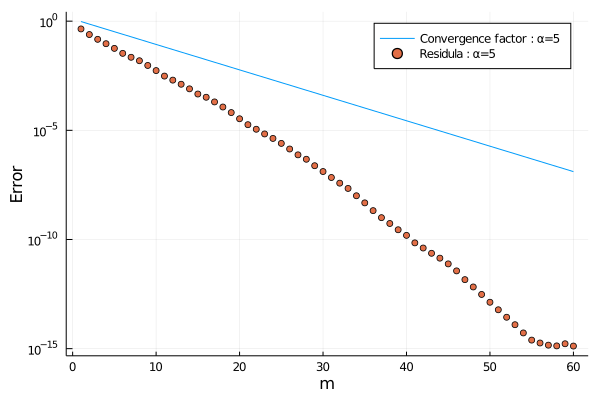 10⁰
Convergence factor : α=5
Residula : α=5
10⁻⁵
Error
10⁻¹⁰
10⁻¹⁵
0 10 20 30 40 50 60
m